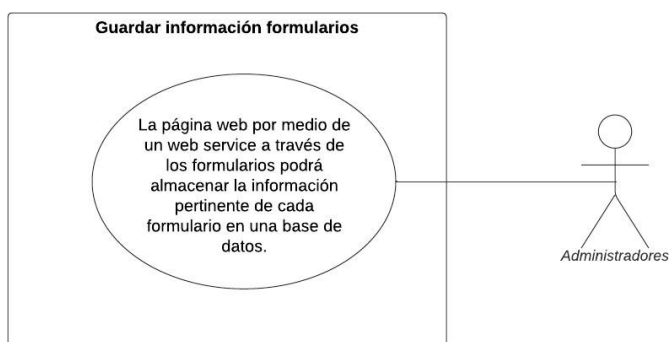 Guardar información formularios
La página web por medio de
un web service a través de
los formularios podrá
almacenar la información
pertinente de cada
formulario en una base de
datos.
Administradores